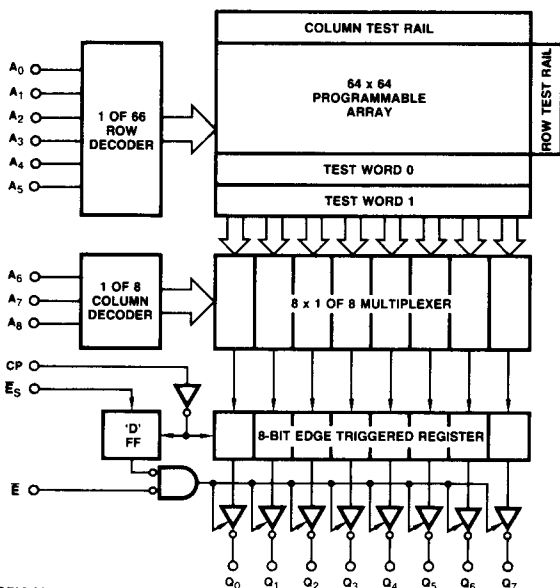 COLUMN TEST RAIL
64 x 64
PROGRAMMABLE
ARRAY
ROW TEST RAIL
TEST WORD 0
TEST WORD 1
A0
A1
A2
A3
A4
A5
1 OF 66
ROW
DECODER
A6
A7
A8
1 OF 8
COLUMN
DECODER
8 x 1 OF 8 MULTIPLEXER
CP
E̅S
'D'
FF
8-BIT EDGE TRIGGERED REGISTER
E̅
Q0 Q1 Q2 Q3 Q4 Q5 Q6 Q7